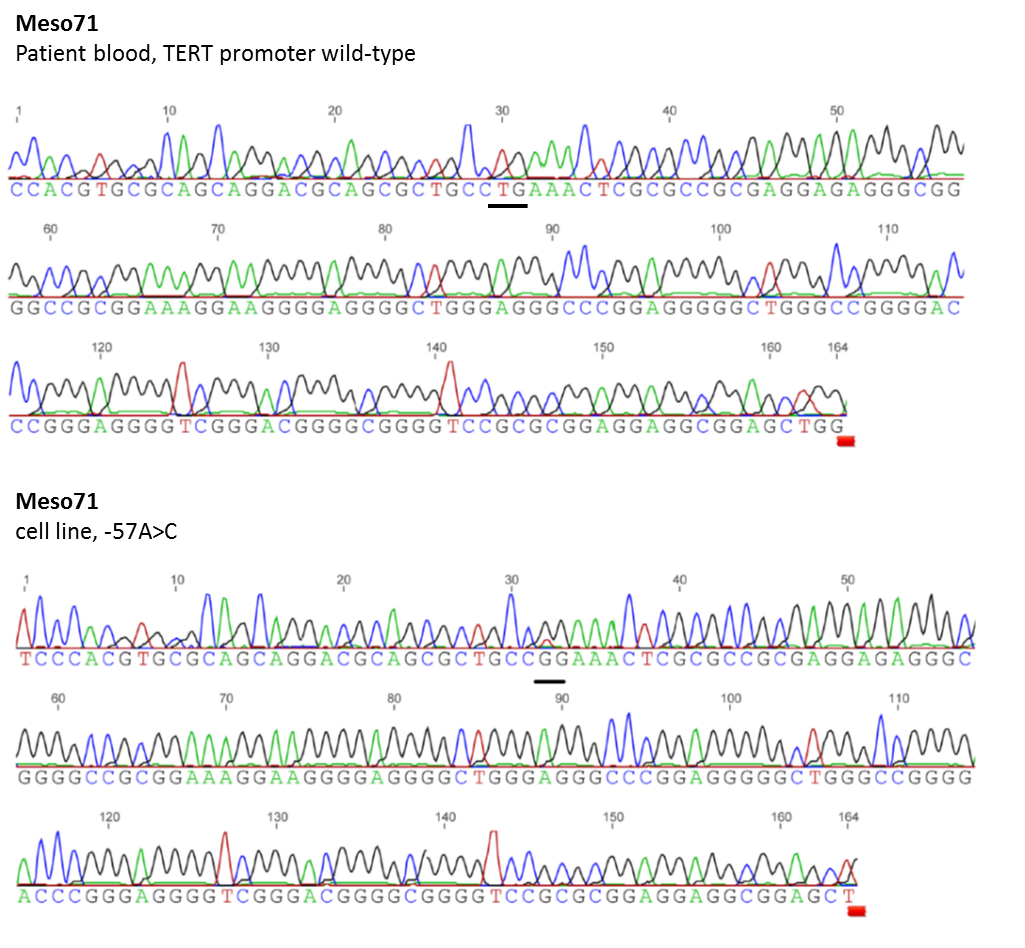 Meso71
Patient blood, TERT promoter wild-type
1 10 20 30 40 50
CCACGTGCGCAGCAGGACGCAGCGCTGCCTGAAACTCGCGCCGCGAGGAGAGGGCGG
60 70 80 90 100 110
GGCCGCGGAAAGGAAGGGGAGGGGCTGGGAGGGCCCGGAGGGGGCTGGGCCGGGGAC
120 130 140 150 160 164
CCGGGAGGGGTCGGGACGGGGCGGGGTCCGCGCGGAGGAGGCGGAGCTGG
Meso71
cell line, -57A>C
1 10 20 30 40 50
TCCCACGTGCGCAGCAGGACGCAGCGCTGCCGGAAACTCGCGCCGCGAGGAGAGGGC
60 70 80 90 100 110
GGGGCCGCGGAAAGGAAGGGGAGGGGCTGGGAGGGCCCGGAGGGGGCTGGGCCGGGG
120 130 140 150 160 164
ACCCGGGAGGGGTCGGGACGGGGCGGGGTCCGCGCGGAGGAGGCGGAGCT